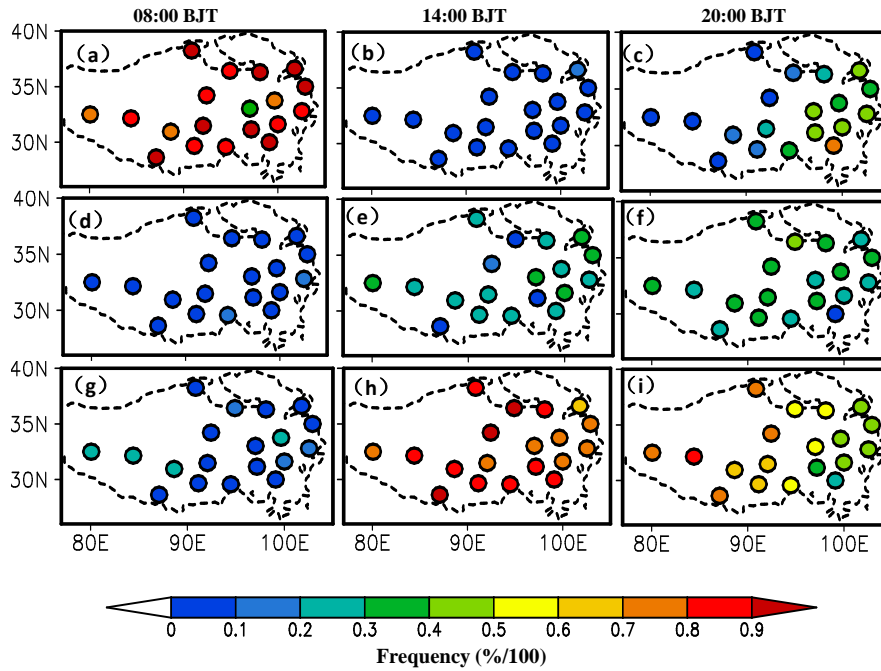 08:00 BJT 14:00 BJT 20:00 BJT
40N (a) (b) (c)
35N
30N
40N (d) (e) (f)
35N
30N
40N (g) (h) (i)
35N
30N
80E 90E 100E 80E 90E 100E 80E 90E 100E
0 0.1 0.2 0.3 0.4 0.5 0.6 0.7 0.8 0.9
Frequency (%/100)